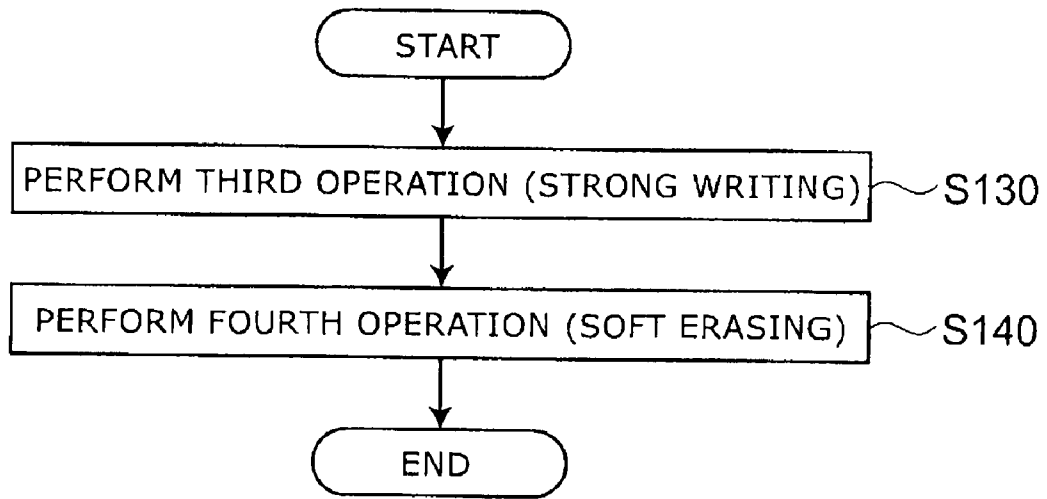 START
PERFORM THIRD OPERATION (STRONG WRITING) S130
PERFORM FOURTH OPERATION (SOFT ERASING) S140
END